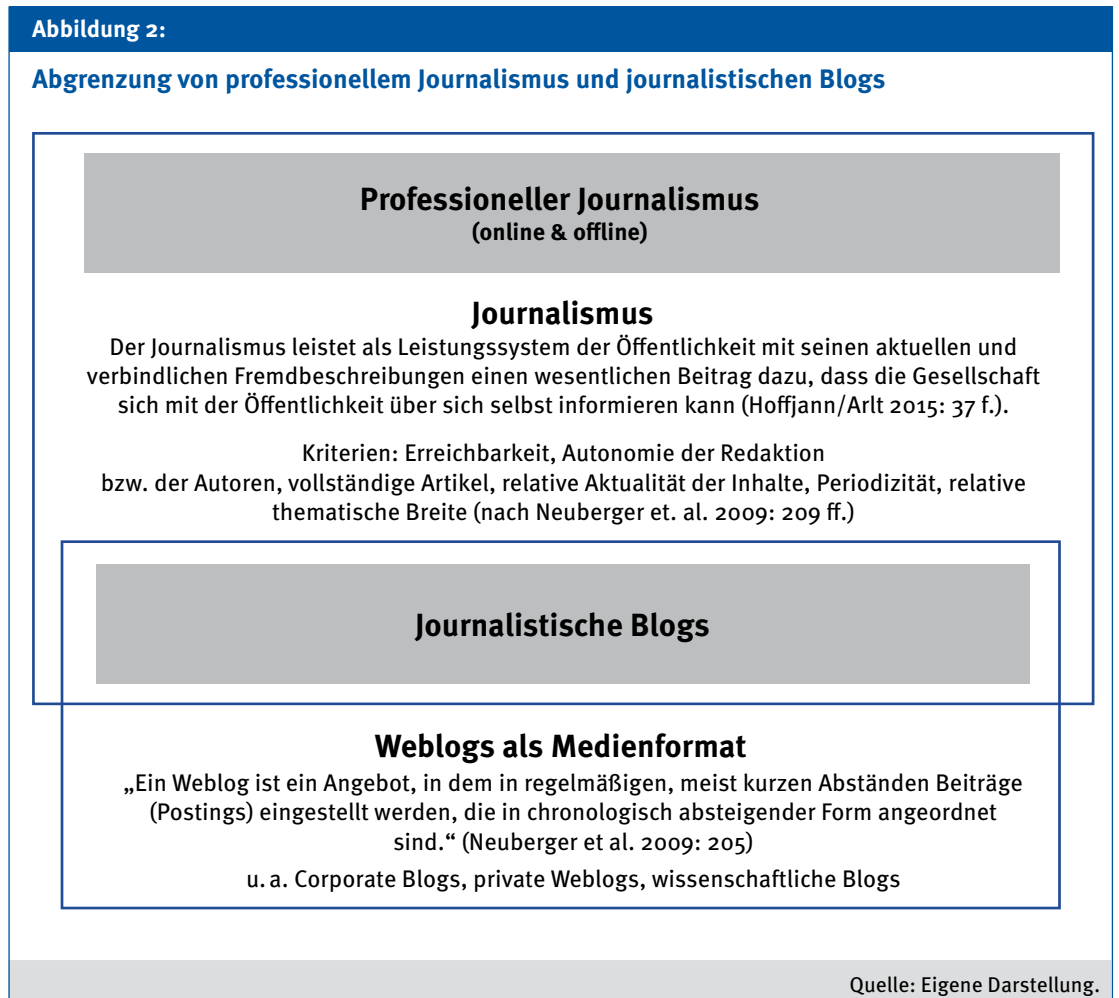 Abbildung 2:
Abgrenzung von professionellem Journalismus und journalistischen Blogs
Professioneller Journalismus
(online & offline)
Journalismus
Der Journalismus leistet als Leistungssystem der Öffentlichkeit mit seinen aktuellen und
verbindlichen Fremdbeschreibungen einen wesentlichen Beitrag dazu, dass die Gesellschaft
sich mit der Öffentlichkeit über sich selbst informieren kann (Hoffjann/Arlt 2015: 37 f.).
Kriterien: Erreichbarkeit, Autonomie der Redaktion
bzw. der Autoren, vollständige Artikel, relative Aktualität der Inhalte, Periodizität, relative
thematische Breite (nach Neuberger et. al. 2009: 209 ff.)
Journalistische Blogs
Weblogs als Medienformat
„Ein Weblog ist ein Angebot, in dem in regelmäßigen, meist kurzen Abständen Beiträge
(Postings) eingestellt werden, die in chronologisch absteigender Form angeordnet
sind.“ (Neuberger et al. 2009: 205)
u. a. Corporate Blogs, private Weblogs, wissenschaftliche Blogs
Quelle: Eigene Darstellung.